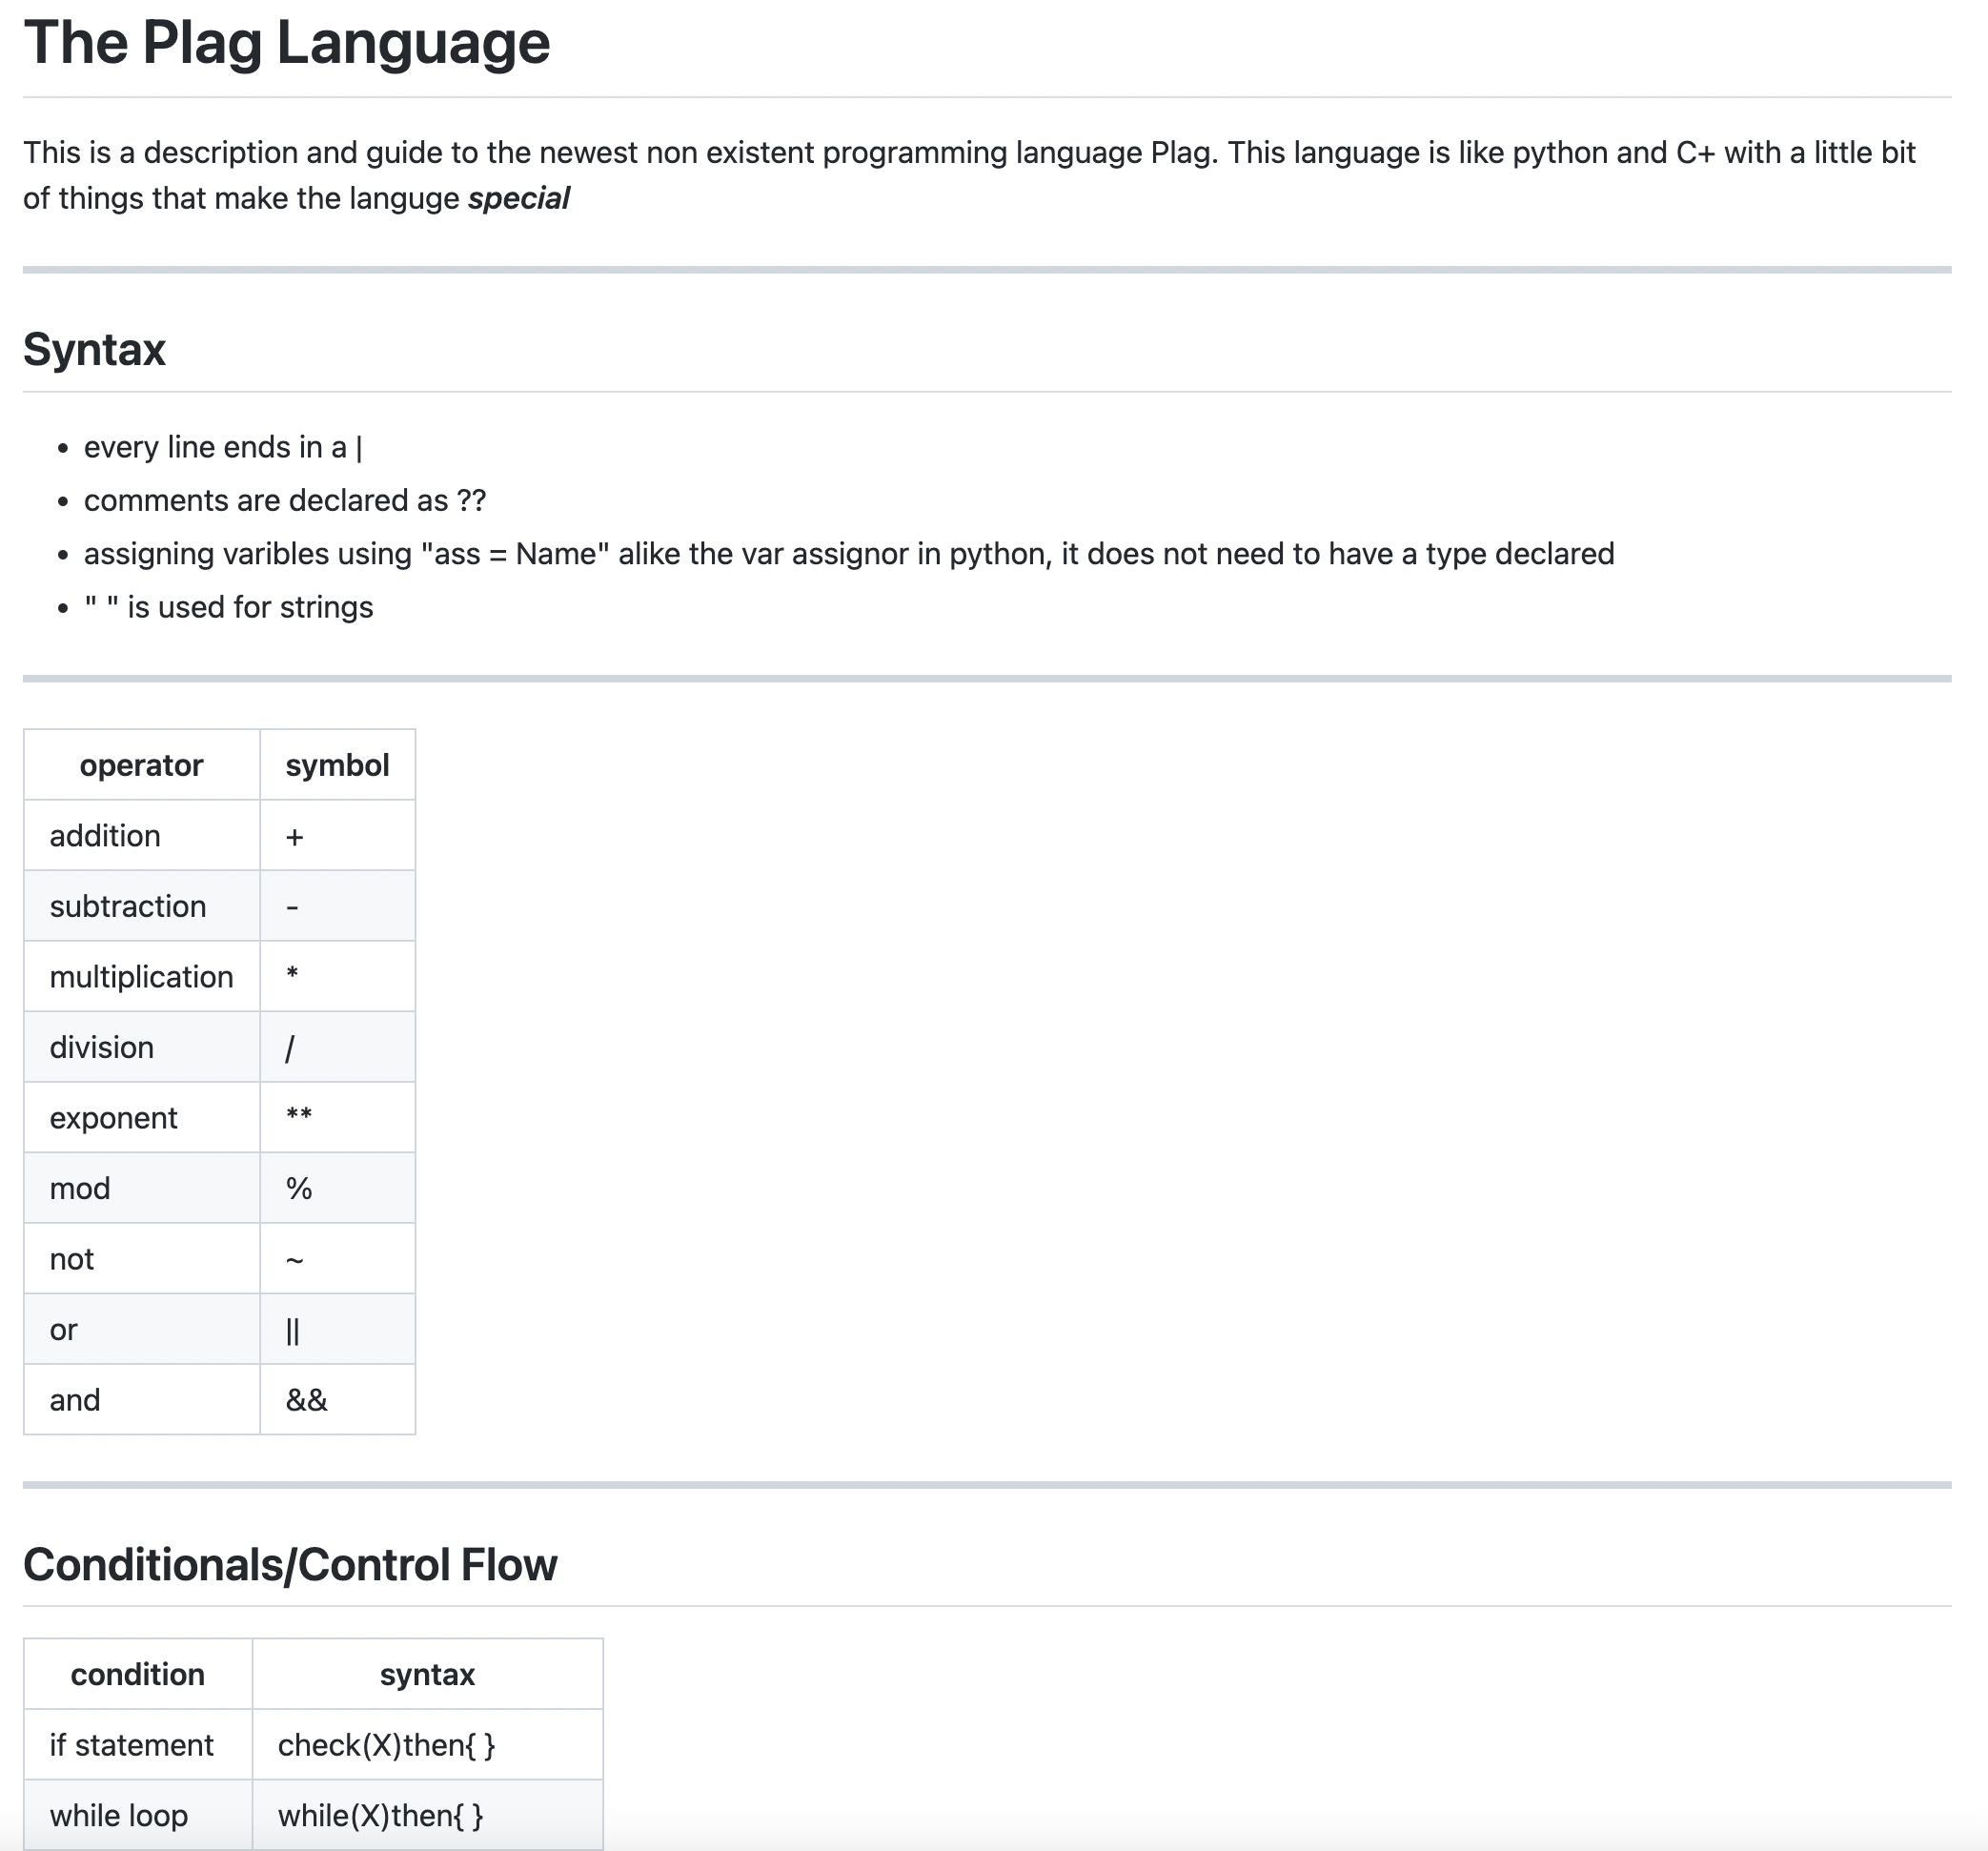 The Plag Language
This is a description and guide to the newest non existent programming language Plag. This language is like python and C+ with a little bit
of things that make the languge special
Syntax
• every line ends in a |
• comments are declared as ??
• assigning varibles using "ass = Name" alike the var assignor in python, it does not need to have a type declared
• " " is used for strings
operator symbol
addition +
subtraction -
multiplication *
division /
exponent **
mod %
not ~
or ||
and &&
Conditionals/Control Flow
condition syntax
if statement check(X)then{ }
while loop while(X)then{ }